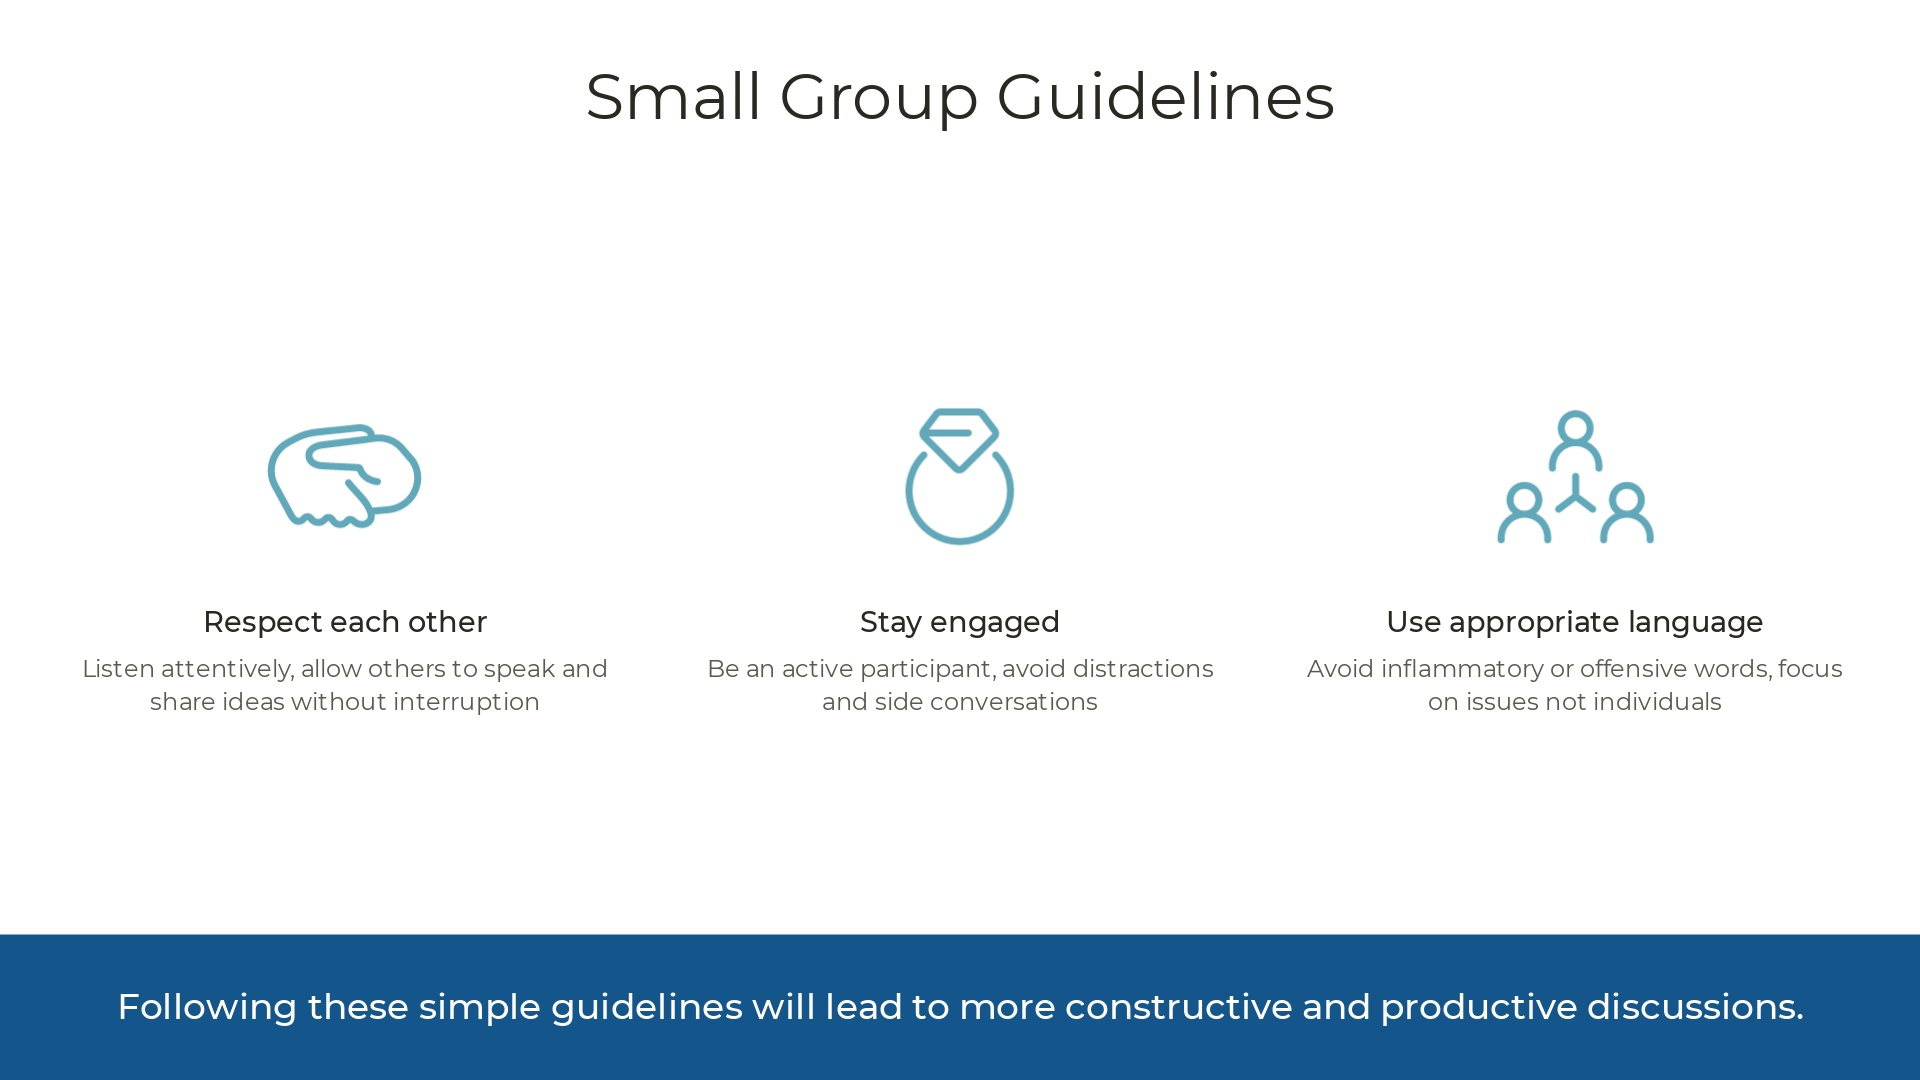 Small Group Guidelines
Respect each other
Listen attentively, allow others to speak and
share ideas without interruption
Stay engaged
Be an active participant, avoid distractions
and side conversations
Use appropriate language
Avoid inflammatory or offensive words, focus
on issues not individuals
Following these simple guidelines will lead to more constructive and productive discussions.